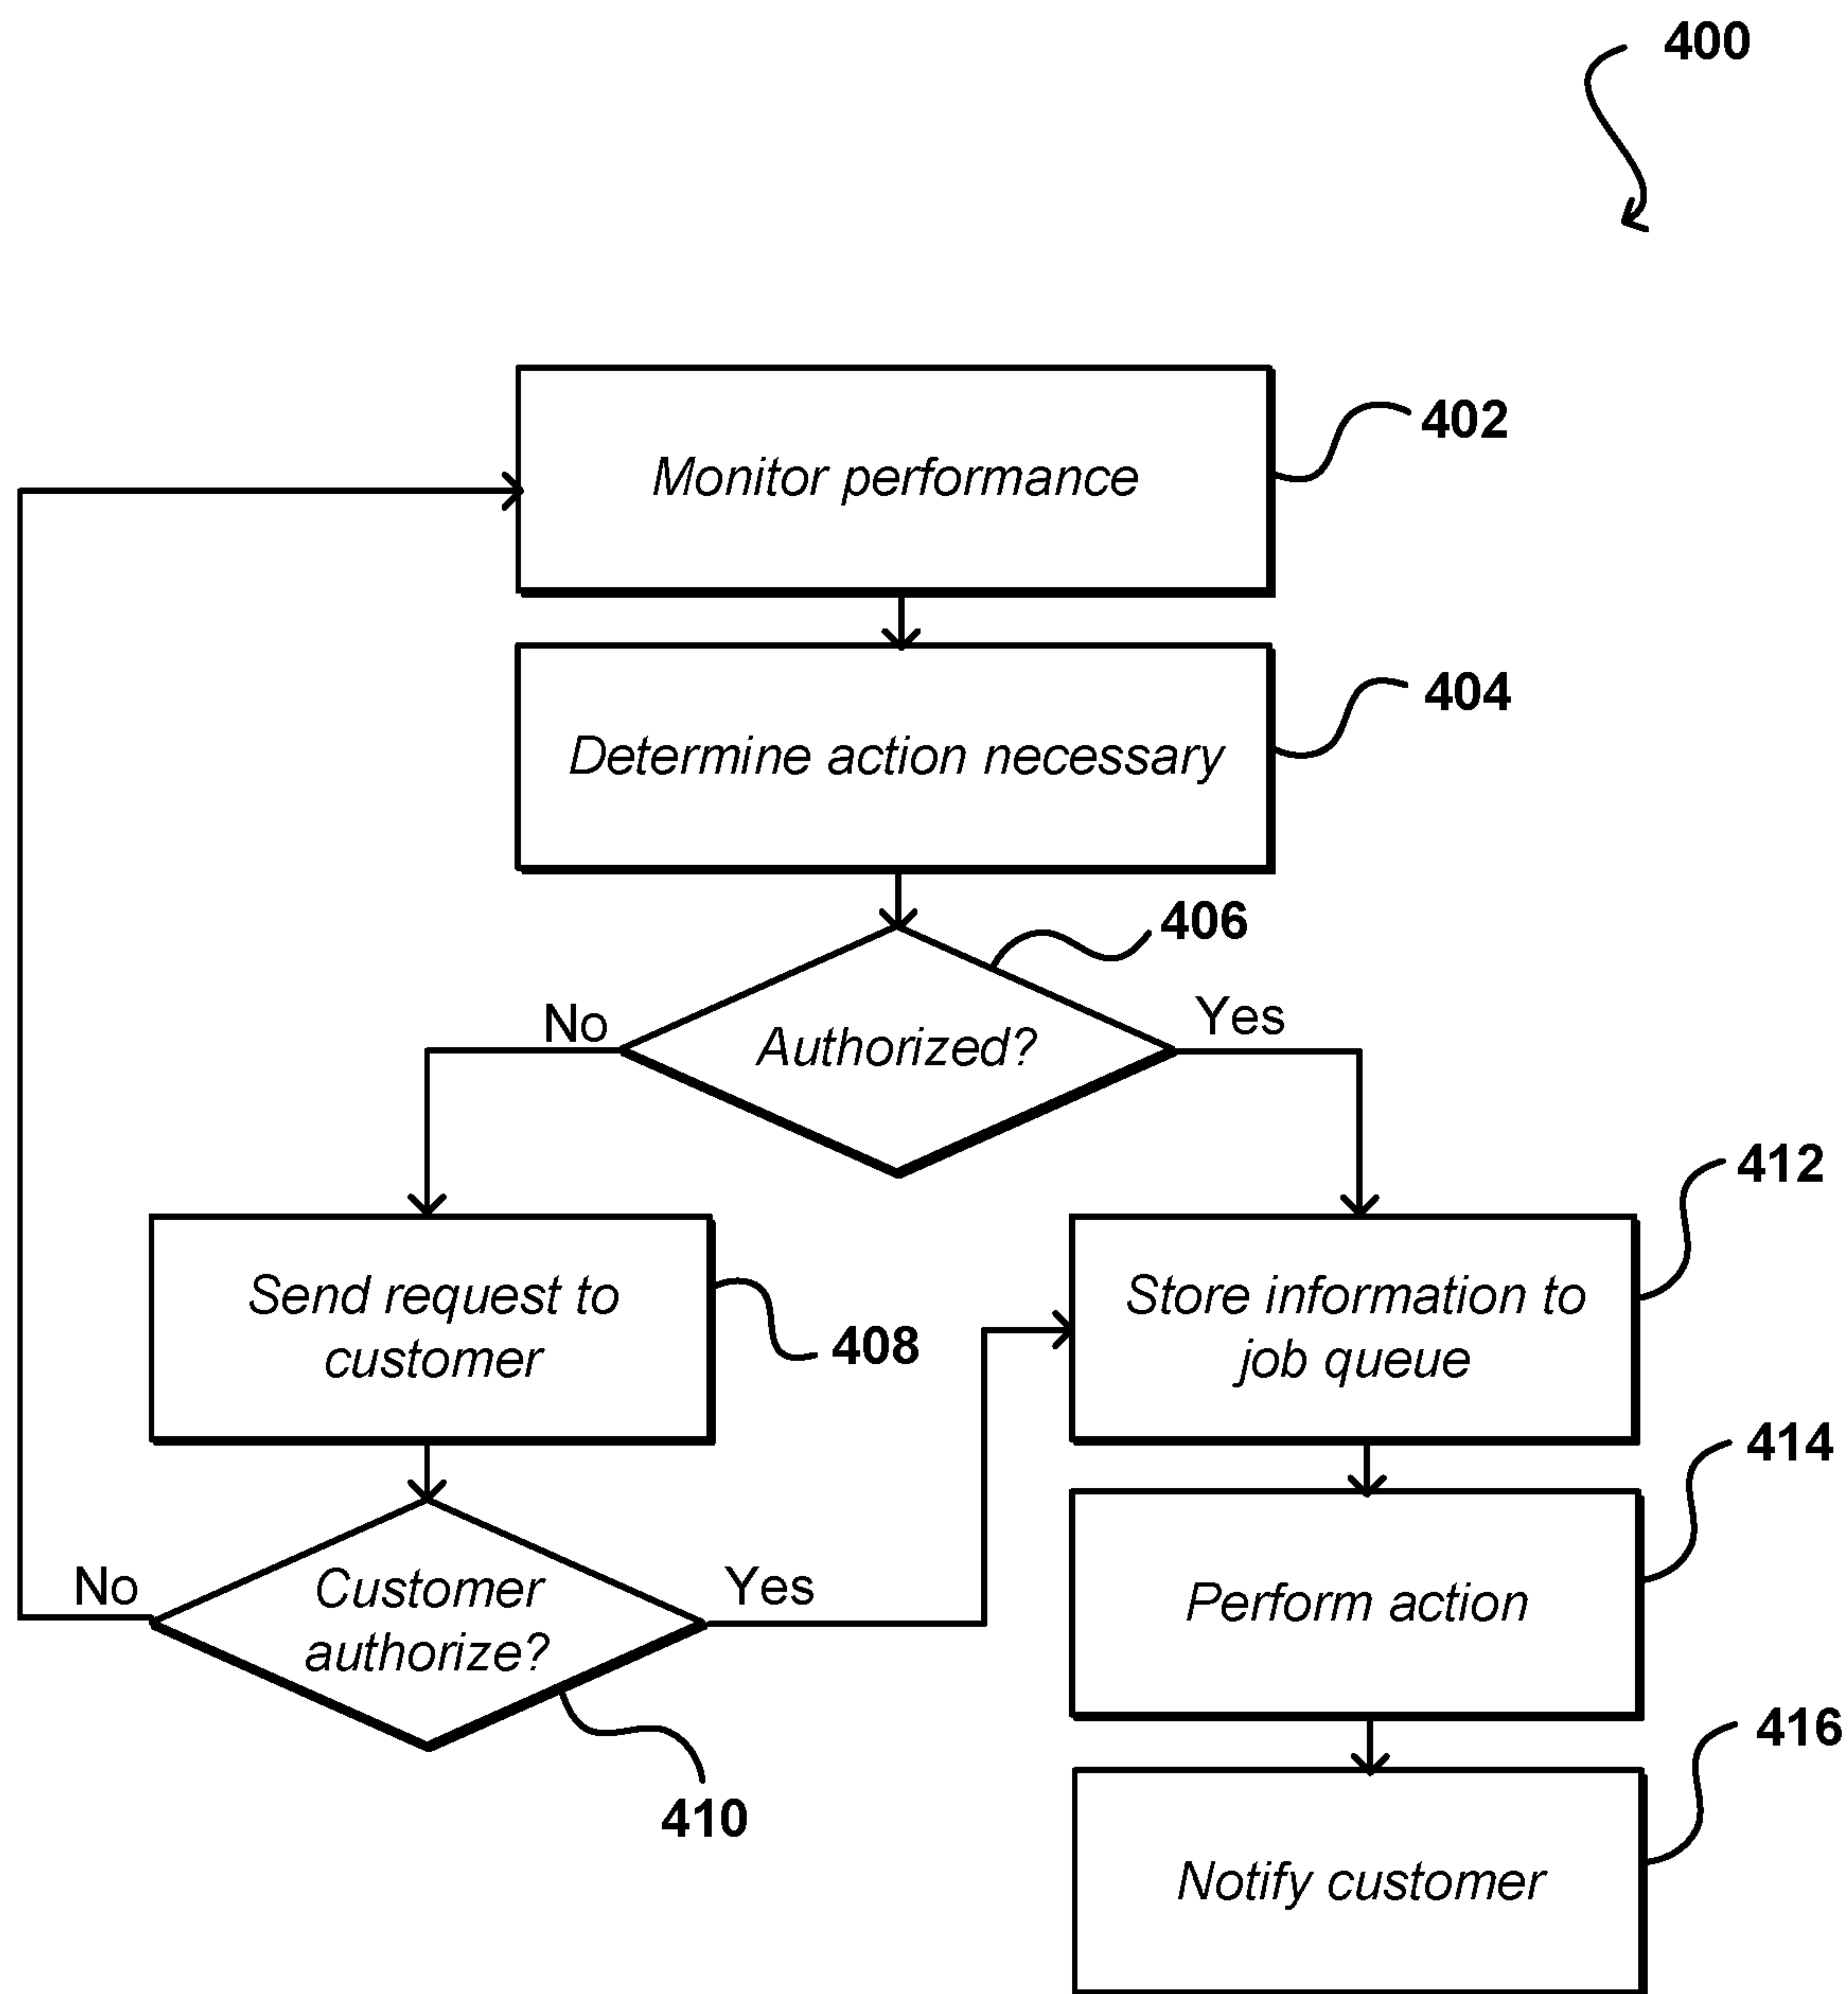 400
Monitor performance
402
Determine action necessary
404
406
No
Authorized?
Yes
412
Send request to
customer
408
Store information to
job queue
414
No
Customer
authorize?
Yes
Perform action
410
416
Notify customer